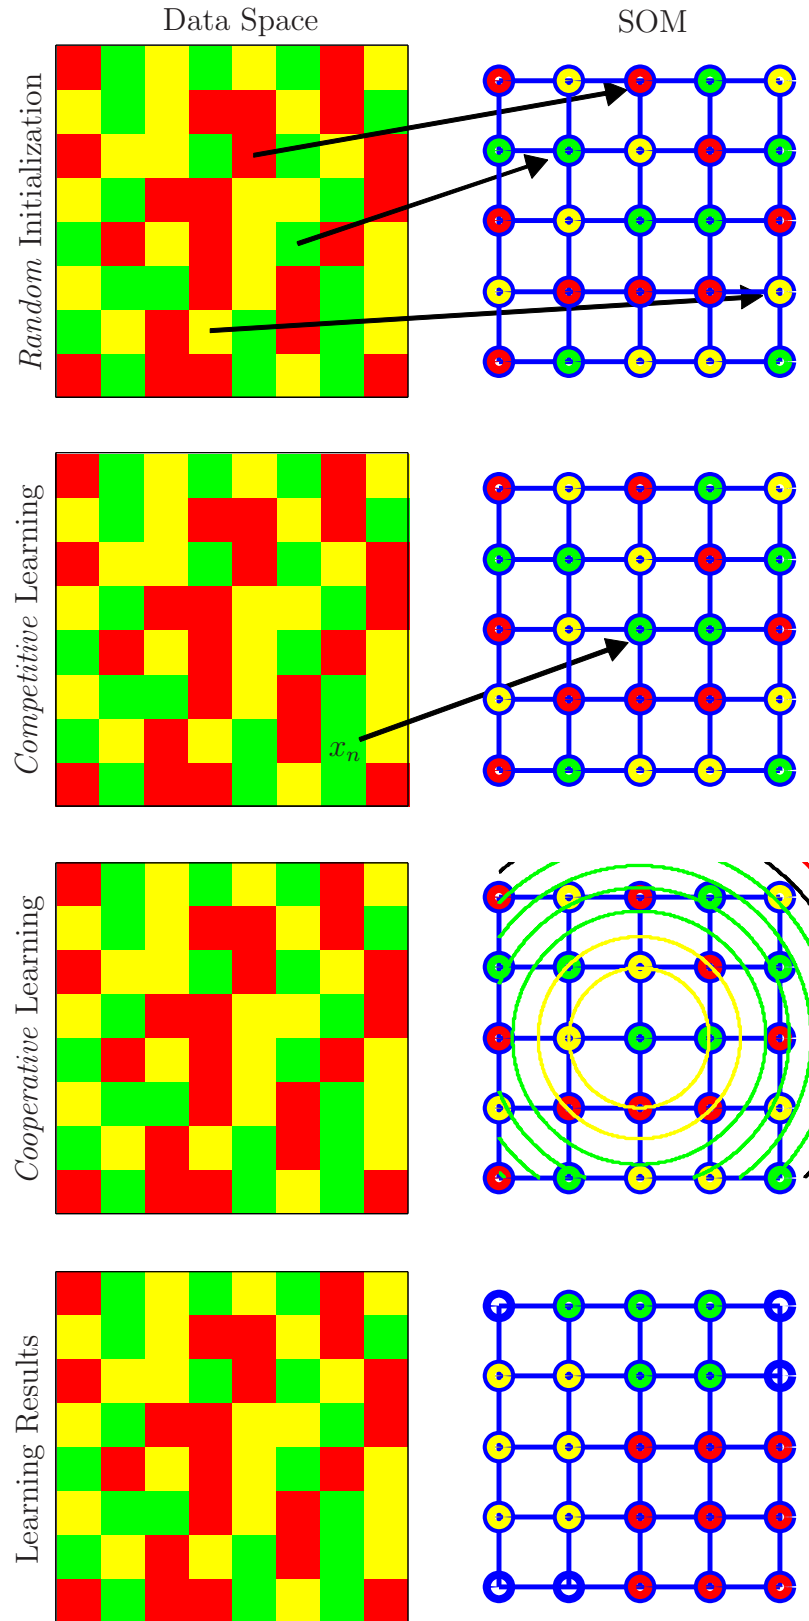 Data Space
SOM
Random Initialization
Competitive Learning
x_n
Cooperative Learning
Learning Results